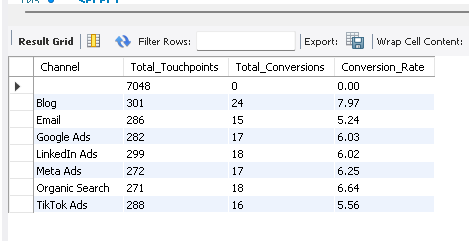 SELECT
Result Grid Filter Rows: Export: Wrap Cell Content:
Channel Total_Touchpoints Total_Conversions Conversion_Rate
7048 0 0.00
Blog 301 24 7.97
Email 286 15 5.24
Google Ads 282 17 6.03
LinkedIn Ads 299 18 6.02
Meta Ads 272 17 6.25
Organic Search 271 18 6.64
TikTok Ads 288 16 5.56